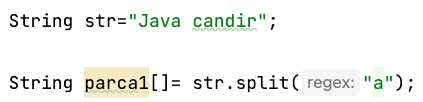 String str="Java candir";
String parca1[]= str.split( regex: "a");